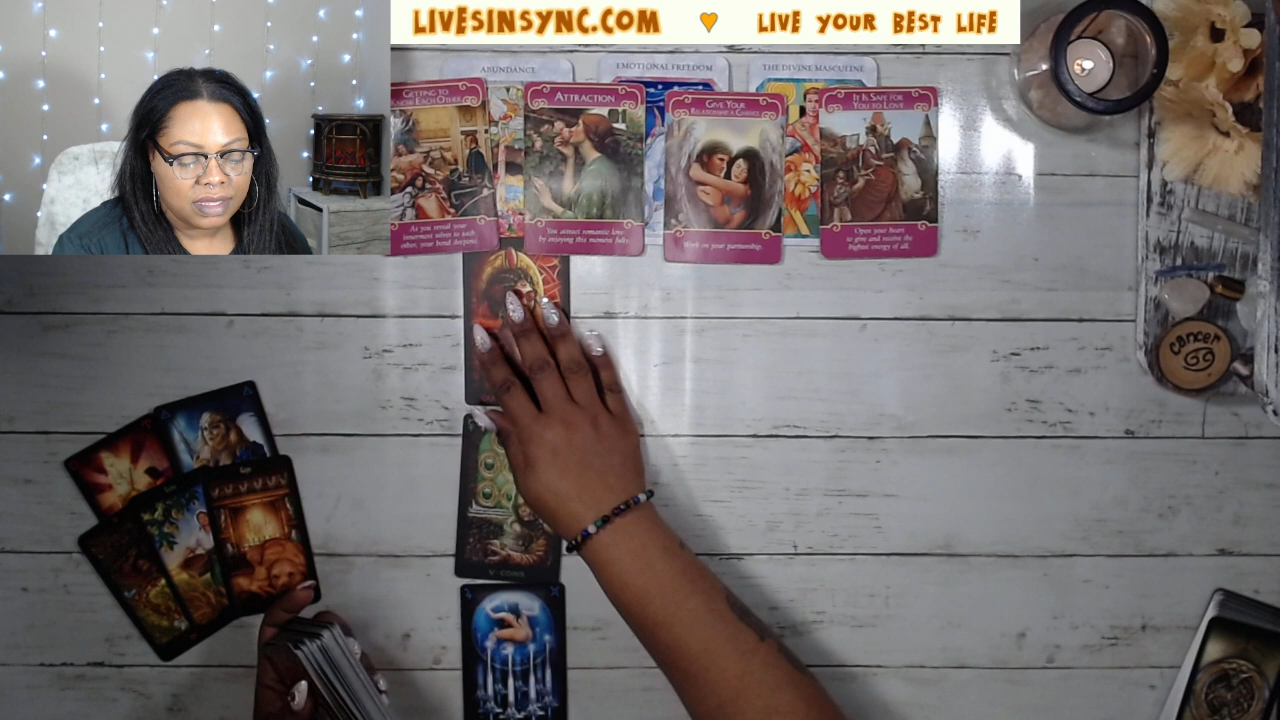 LIVESINSYNC.COM LIVE YOUR BEST LIFE
ABUNDANCE
EMOTIONAL FREEDOM
THE DIVINE MASCULINE
GETTING TO
KNOW EACH OTHER
As you reveal your
innermost selves to each
other, your bond deepens.
ATTRACTION
You attract romantic love
by enjoying this moment fully.
GIVE YOUR
RELATIONSHIP A CHANCE
Work on your partnership.
IT IS SAFE FOR
YOU TO LOVE
Open your heart
to give and receive the
highest energy of all.
cancer
V · COINS